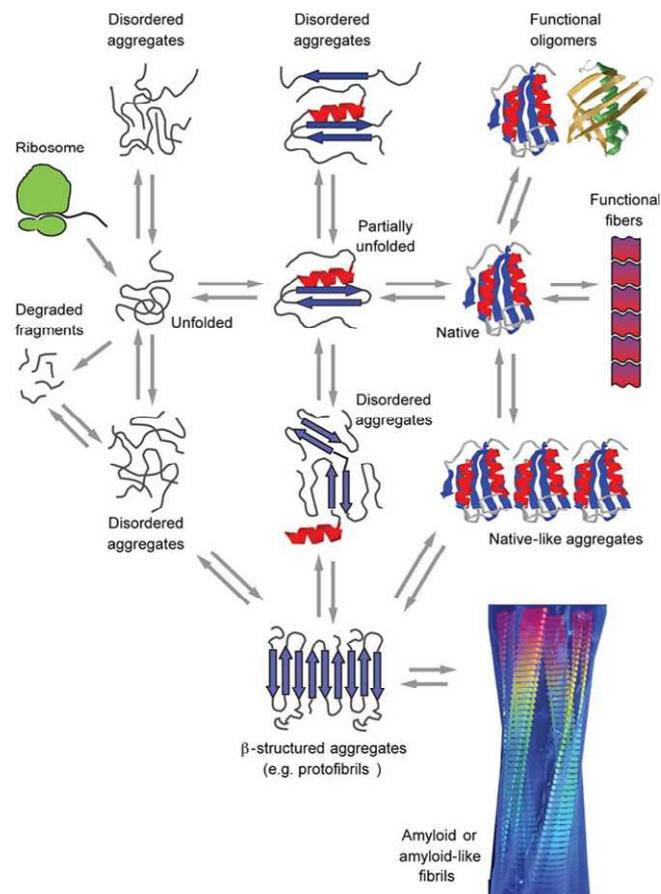 Disordered
aggregates
Disordered
aggregates
Functional
oligomers
Ribosome
Functional
fibers
Partially
unfolded
Degraded
fragments
Unfolded
Native
Disordered
aggregates
Disordered
aggregates
Native-like aggregates
β-structured aggregates
(e.g. protofibrils )
Amyloid or
amyloid-like
fibrils